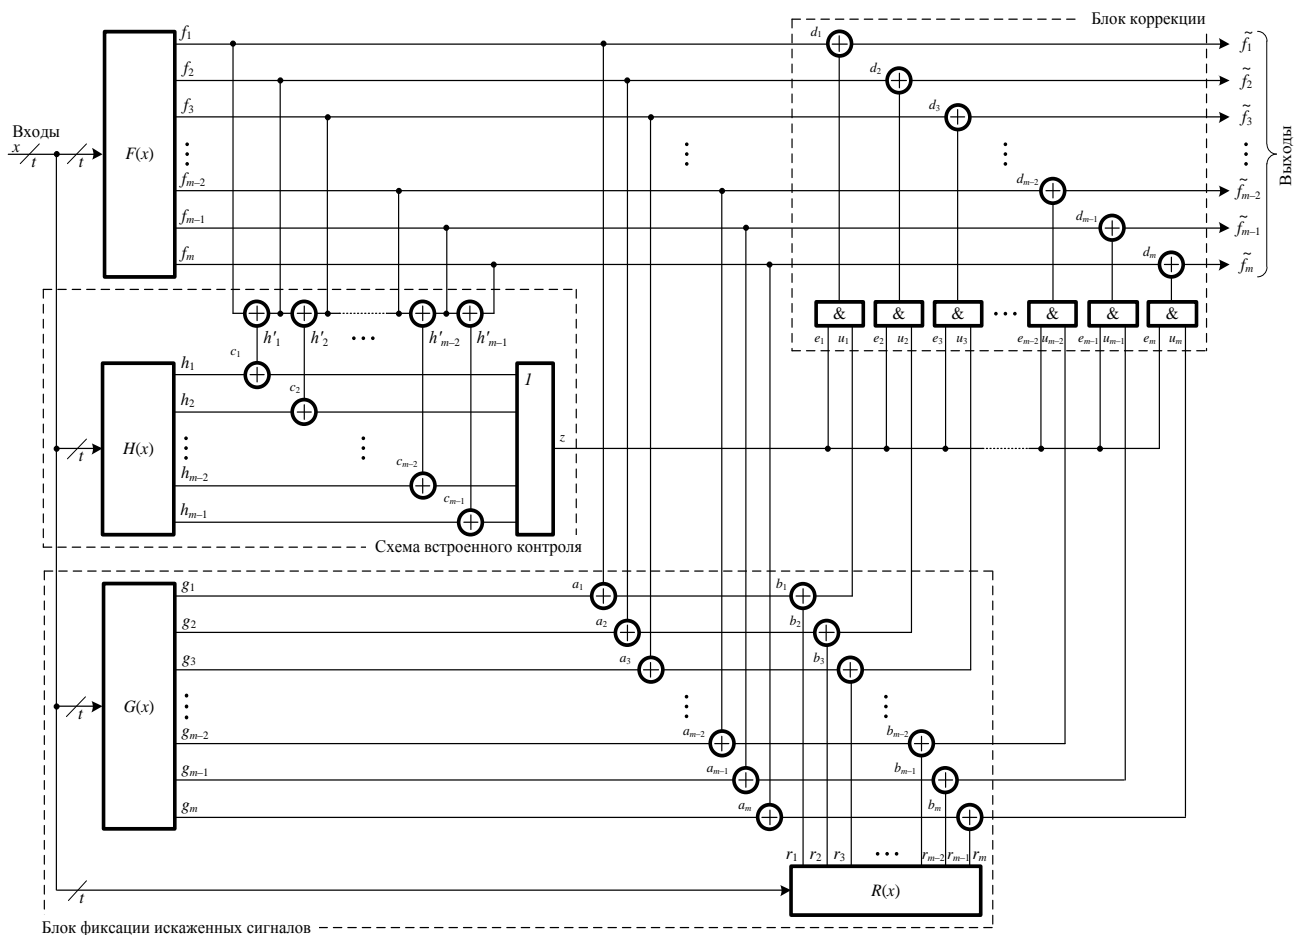 Блок коррекции
f1 d1 f̃1
f2 d2 f̃2
f3 d3 f̃3
Входы
x t t F(x)
Выходы
fm–2 dm–2 f̃m–2
fm–1 dm–1 f̃m–1
fm dm f̃m
& & & & & &
h′1 h′2 h′m–2 h′m–1
e1 u1 e2 u2 e3 u3 em–2 um–2 em–1 um–1 em um
c1
h1 1
c2
h2
t H(x) z
cm–2
hm–2
cm–1
hm–1
Схема встроенного контроля
g1 a1 b1
g2 a2 b2
g3 a3 b3
t G(x)
gm–2 am–2 bm–2
gm–1 am–1 bm–1
gm am bm
r1 r2 r3 rm–2 rm–1 rm
t R(x)
Блок фиксации искаженных сигналов